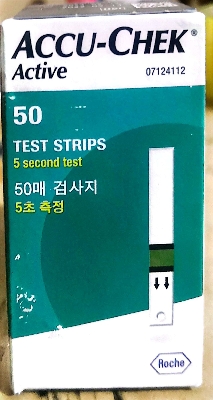 ACCU-CHEK®
Active
07124112
50
TEST STRIPS
5 second test
50매 검사지
5초 측정
Roche